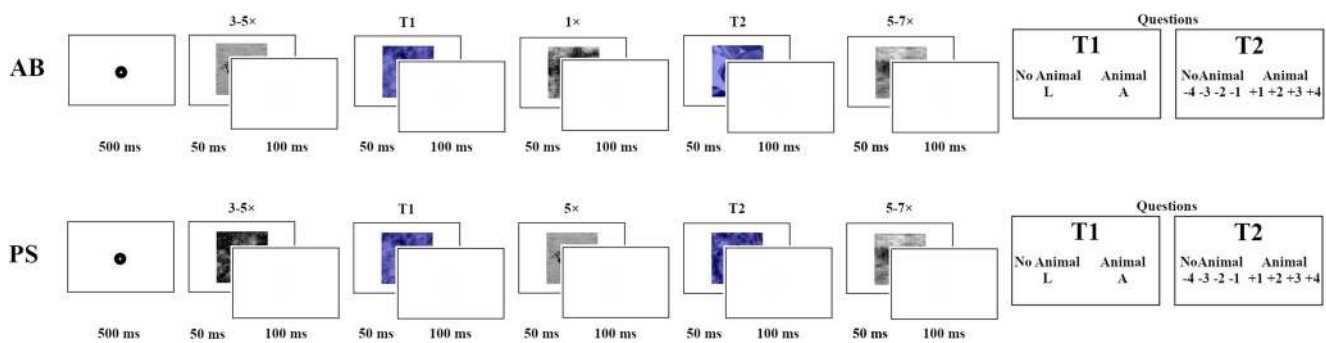 3-5× T1 1× T2 5-7× Questions
AB
T1 T2
No Animal Animal NoAnimal Animal
L A -4 -3 -2 -1 +1 +2 +3 +4
500 ms 50 ms 100 ms 50 ms 100 ms 50 ms 100 ms 50 ms 100 ms 50 ms 100 ms
3-5× T1 5× T2 5-7× Questions
PS
T1 T2
No Animal Animal NoAnimal Animal
L A -4 -3 -2 -1 +1 +2 +3 +4
500 ms 50 ms 100 ms 50 ms 100 ms 50 ms 100 ms 50 ms 100 ms 50 ms 100 ms